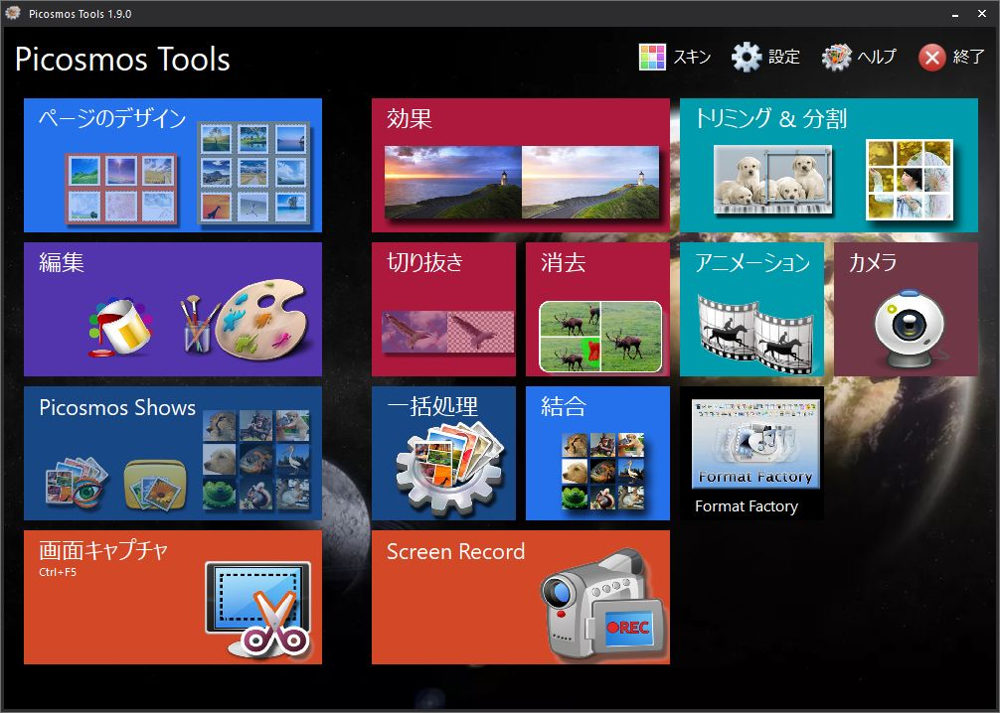 Picosmos Tools 1.9.0
Picosmos Tools
スキン
設定
ヘルプ
終了
ページのデザイン
効果
トリミング & 分割
編集
切り抜き
消去
アニメーション
カメラ
Picosmos Shows
一括処理
結合
Format Factory
Format Factory
画面キャプチャ
Ctrl+F5
Screen Record
REC